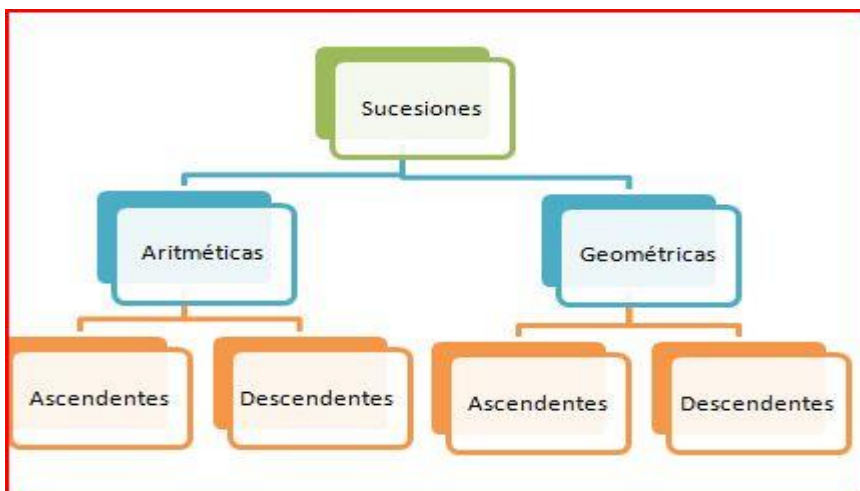 Sucesiones
Aritméticas
Geométricas
Ascendentes
Descendentes
Ascendentes
Descendentes